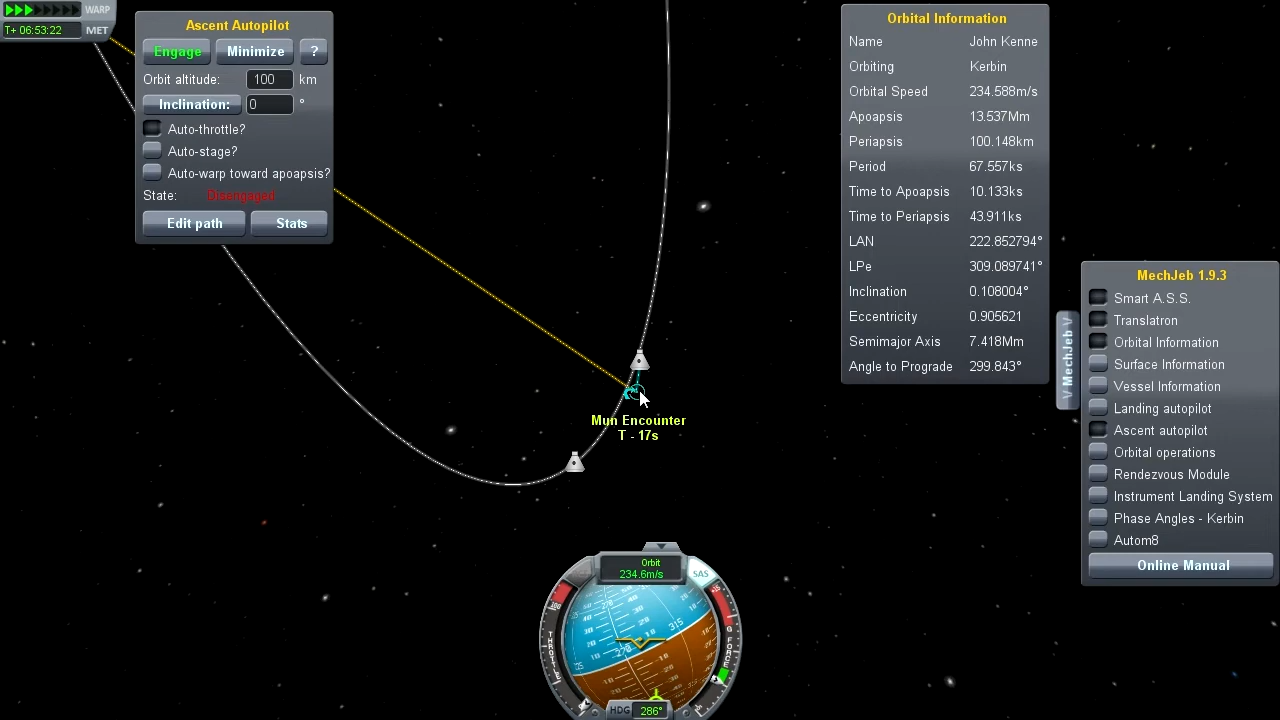 WARP
T+ 06:53:22 MET
Ascent Autopilot
Engage Minimize ?
Orbit altitude: 100 km
Inclination: 0 °
Auto-throttle?
Auto-stage?
Auto-warp toward apoapsis?
State: Disengaged
Edit path Stats
Orbital Information
Name John Kenne
Orbiting Kerbin
Orbital Speed 234.588m/s
Apoapsis 13.537Mm
Periapsis 100.148km
Period 67.557ks
Time to Apoapsis 10.133ks
Time to Periapsis 43.911ks
LAN 222.852794°
LPe 309.089741°
Inclination 0.108004°
Eccentricity 0.905621
Semimajor Axis 7.418Mm
Angle to Prograde 299.843°
V MechJeb V
MechJeb 1.9.3
Smart A.S.S.
Translatron
Orbital Information
Surface Information
Vessel Information
Landing autopilot
Ascent autopilot
Orbital operations
Rendezvous Module
Instrument Landing System
Phase Angles - Kerbin
Autom8
Online Manual
Mun Encounter
T - 17s
Orbit
234.6m/s
SAS
THROTTLE
G FORCE
315
270
HDG 286°